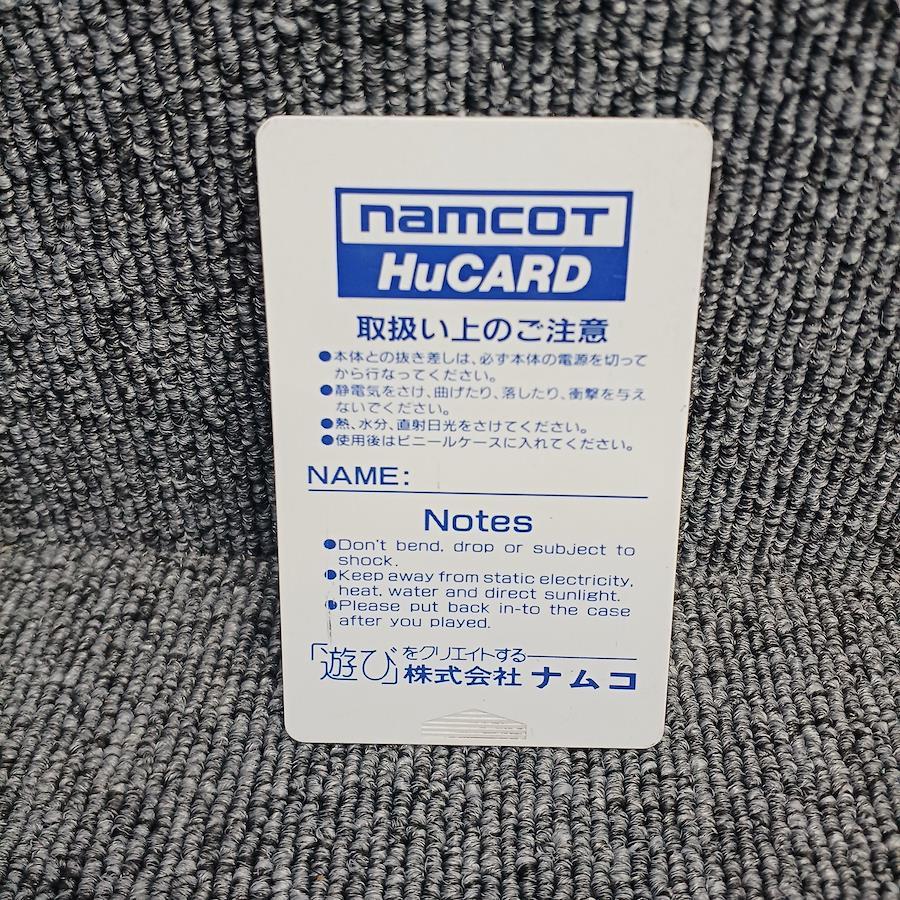 namcoT
HuCARD
取扱い上のご注意
●本体との抜き差しは、必ず本体の電源を切って
から行なってください。
●静電気をさけ、曲げたり、落したり、衝撃を与え
ないでください。
●熱、水分、直射日光をさけてください。
●使用後はビニールケースに入れてください。
NAME:
Notes
●Don't bend, drop or subject to
shock.
●Keep away from static electricity,
heat, water and direct sunlight.
●Please put back in-to the case
after you played.
「遊び」をクリエイトする
株式会社 ナムコ